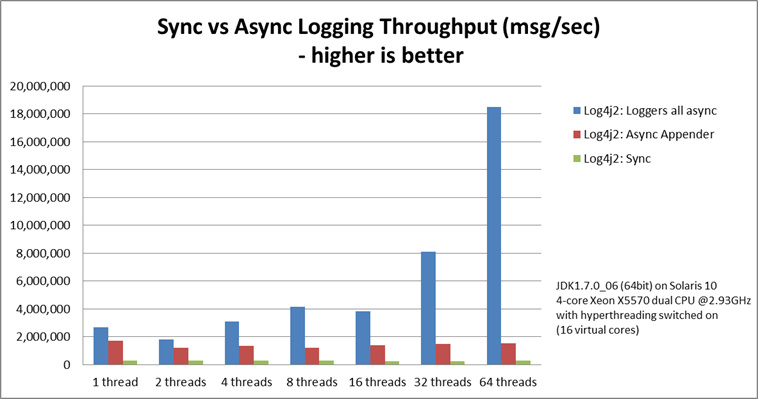 Sync vs Async Logging Throughput (msg/sec)
- higher is better
20,000,000
18,000,000
16,000,000
14,000,000
12,000,000
10,000,000
8,000,000
6,000,000
4,000,000
2,000,000
0
1 thread
2 threads
4 threads
8 threads
16 threads
32 threads
64 threads
Log4j2: Loggers all async
Log4j2: Async Appender
Log4j2: Sync
JDK1.7.0_06 (64bit) on Solaris 10
4-core Xeon X5570 dual CPU @2.93GHz
with hyperthreading switched on
(16 virtual cores)